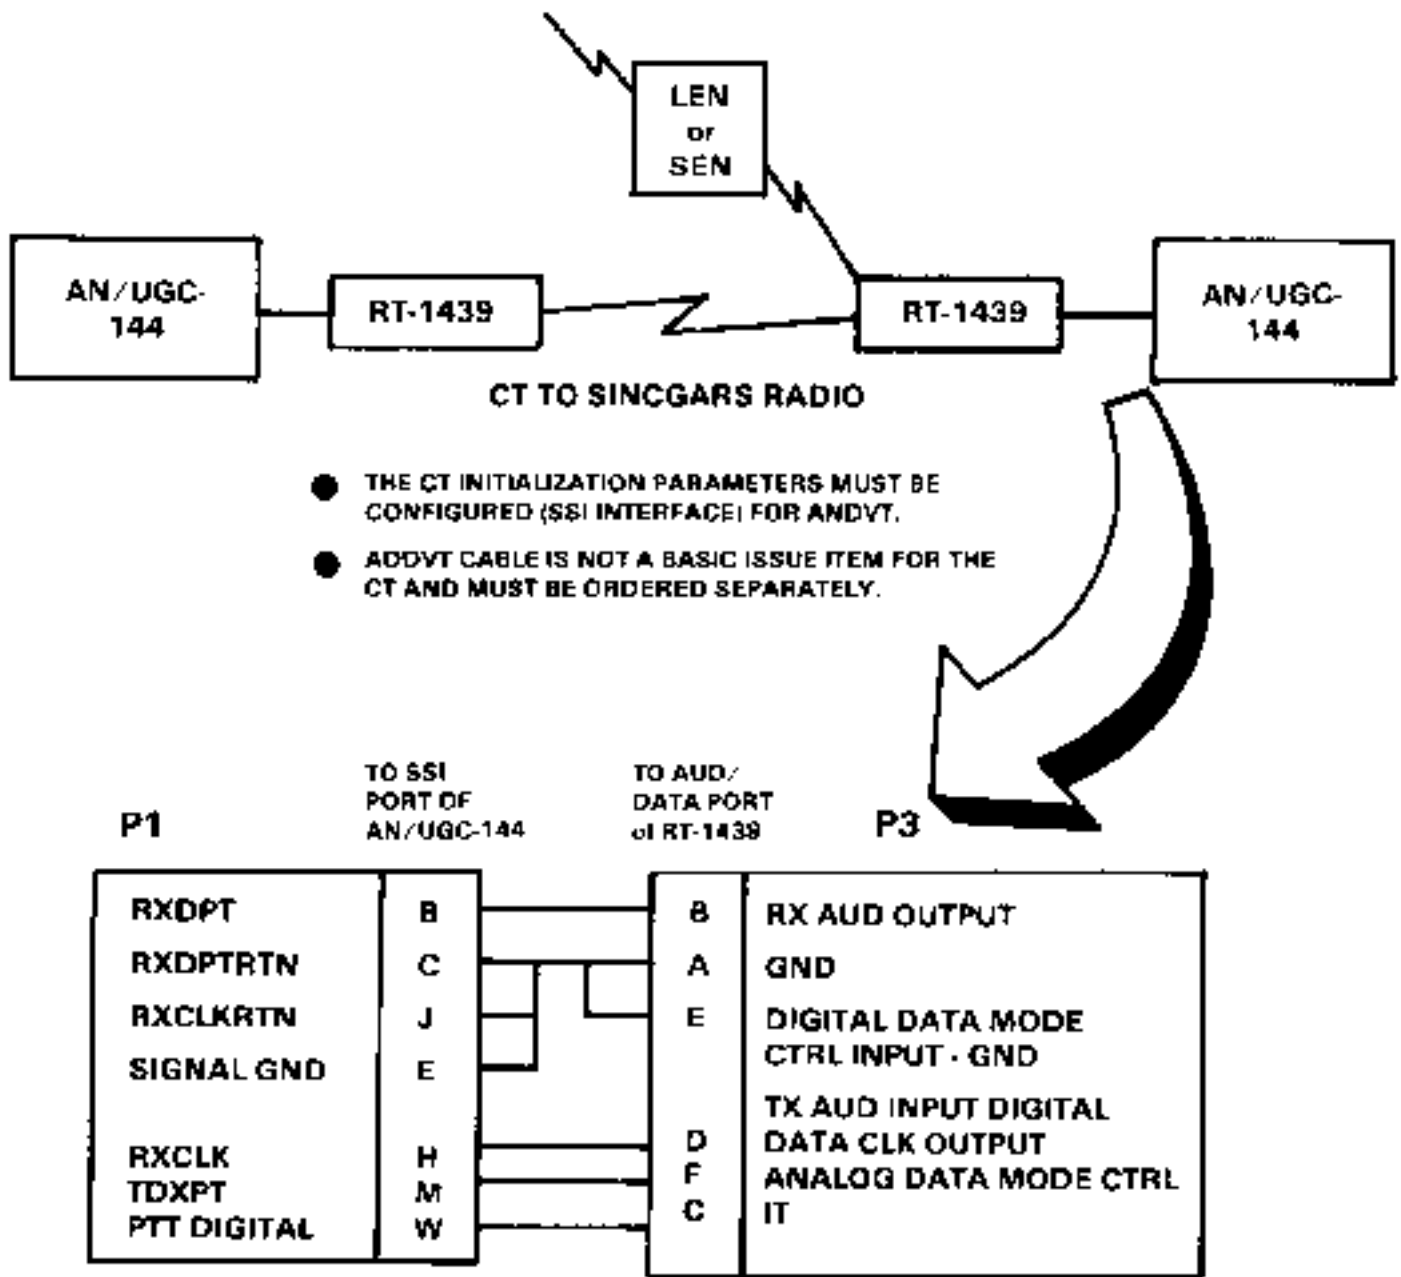 LEN
or
SEN
AN/UGC-
144
RT-1439
RT-1439
AN/UGC-
144
CT TO SINCGARS RADIO
● THE CT INITIALIZATION PARAMETERS MUST BE
CONFIGURED (SSI INTERFACE) FOR ANDVT.
● ADDVT CABLE IS NOT A BASIC ISSUE ITEM FOR THE
CT AND MUST BE ORDERED SEPARATELY.
P1
TO SSI
PORT OF
AN/UGC-144
TO AUD/
DATA PORT
of RT-1439
P3
RXDPT B B RX AUD OUTPUT
RXDPTRTN C A GND
RXCLKRTN J E DIGITAL DATA MODE
CTRL INPUT - GND
SIGNAL GND E
TX AUD INPUT DIGITAL
RXCLK H D DATA CLK OUTPUT
TDXPT M F ANALOG DATA MODE CTRL
PTT DIGITAL W C IT